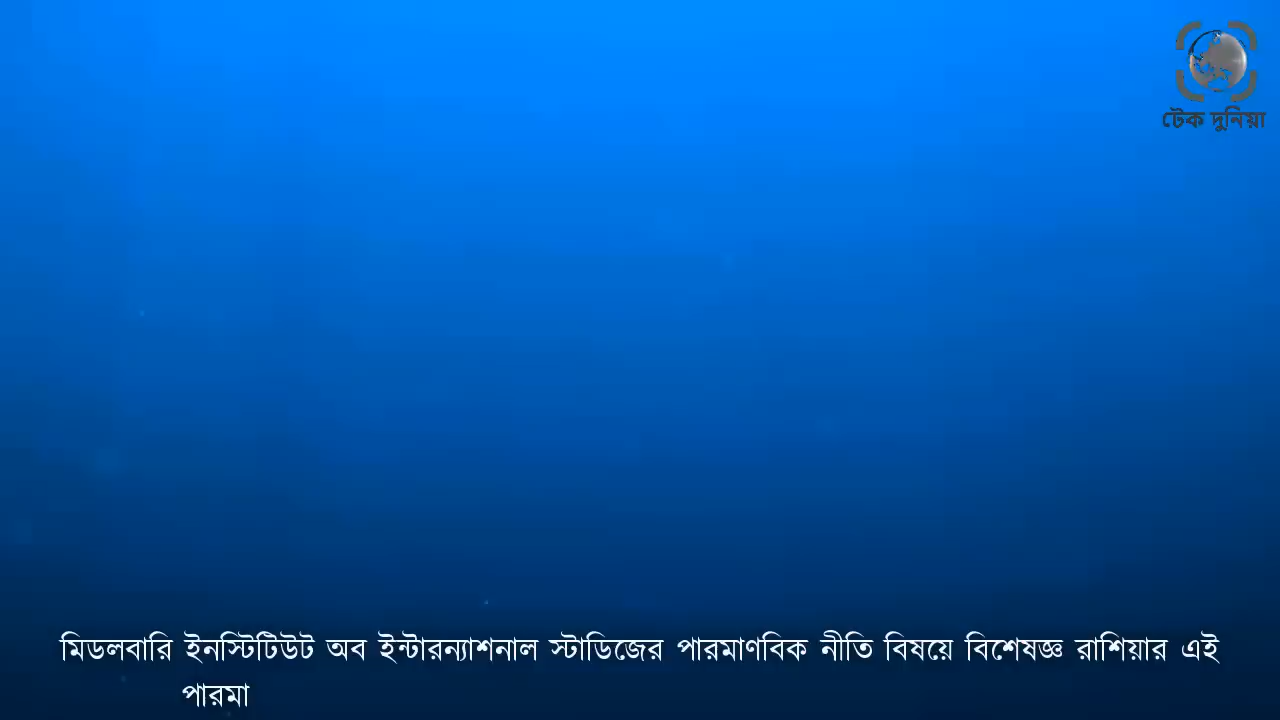 টেক দুনিয়া
মিডলবারি ইনস্টিটিউট অব ইন্টারন্যাশনাল স্টাডিজের পারমাণবিক নীতি বিষয়ে বিশেষজ্ঞ রাশিয়ার এই
পারমা